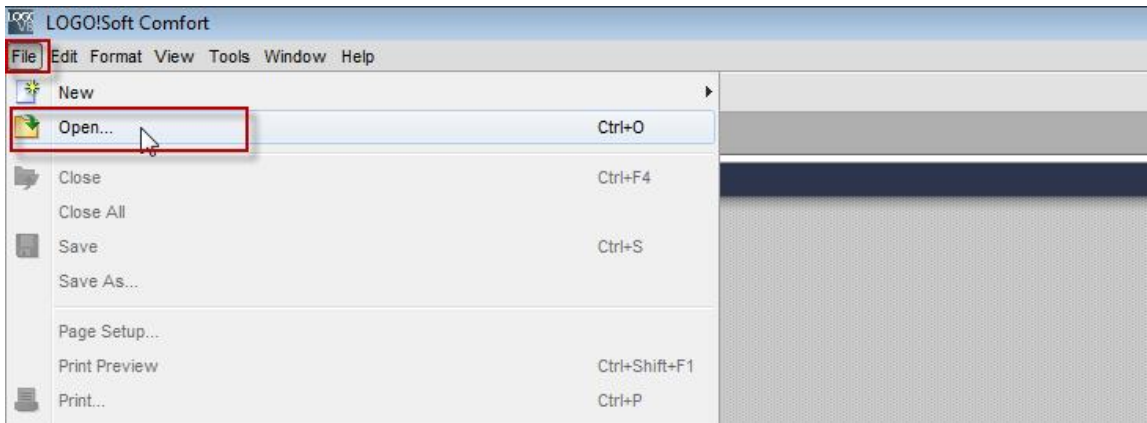 LOGO!Soft Comfort
File Edit Format View Tools Window Help
New
Open... Ctrl+O
Close Ctrl+F4
Close All
Save Ctrl+S
Save As...
Page Setup...
Print Preview Ctrl+Shift+F1
Print... Ctrl+P